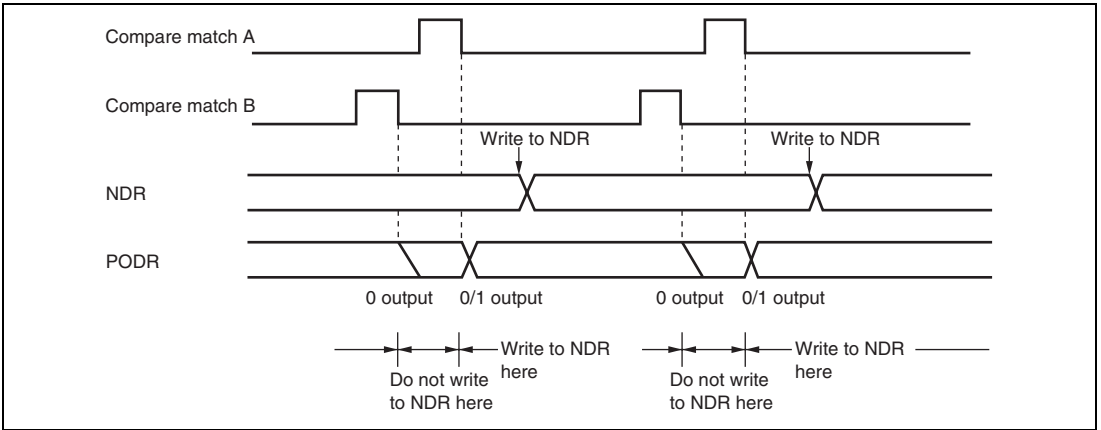 Compare match A
Compare match B
Write to NDR
Write to NDR
NDR
PODR
0 output
0/1 output
0 output
0/1 output
Write to NDR
here
Do not write
to NDR here
Write to NDR
here
Do not write
to NDR here